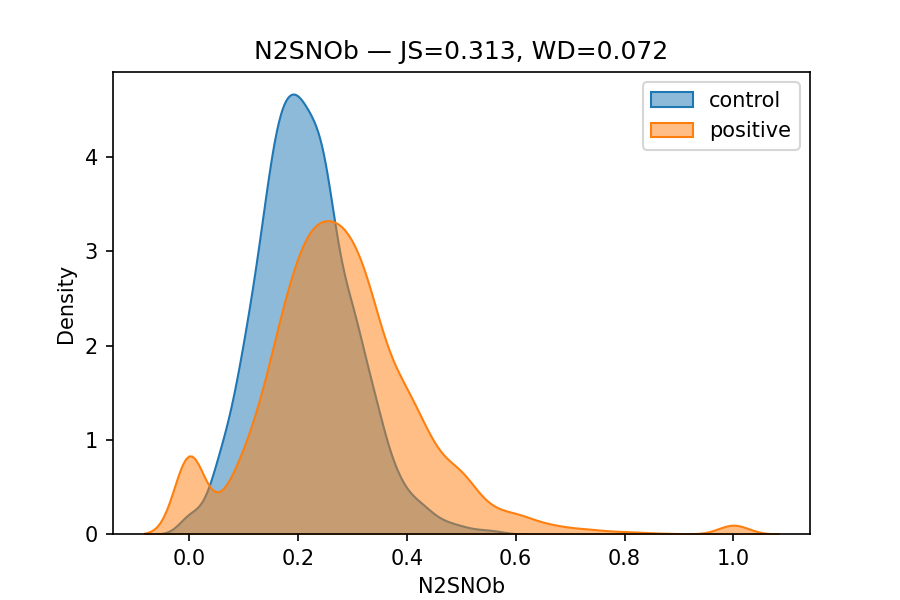 N2SNOb — JS=0.313, WD=0.072
control
positive
Density
4
3
2
1
0
0.0 0.2 0.4 0.6 0.8 1.0
N2SNOb